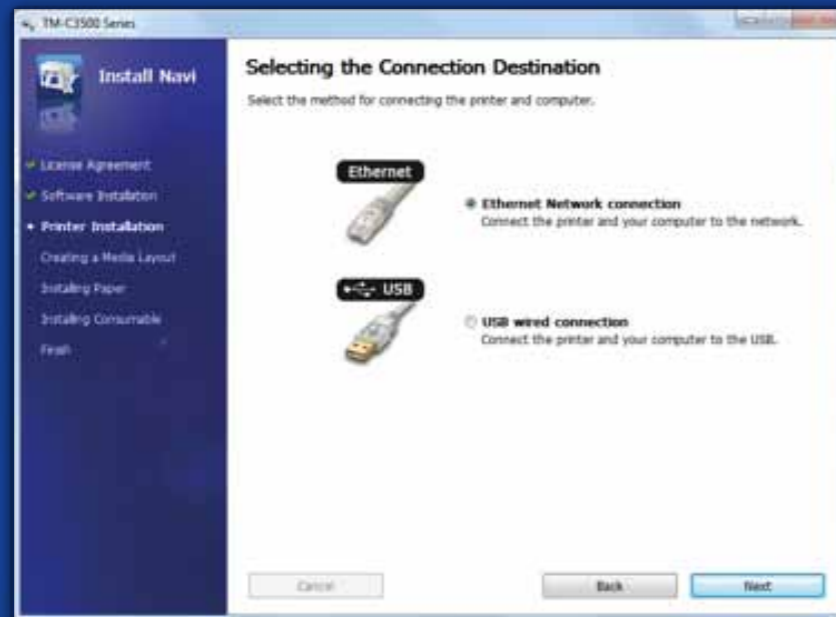 TM-C3500 Series
Install Navi
License Agreement
Software Installation
Printer Installation
Creating a Media Layout
Installing Paper
Installing Consumable
Finish
Selecting the Connection Destination
Select the method for connecting the printer and computer.
Ethernet
Ethernet Network connection
Connect the printer and your computer to the network.
USB
USB wired connection
Connect the printer and your computer to the USB.
Cancel
Back
Next